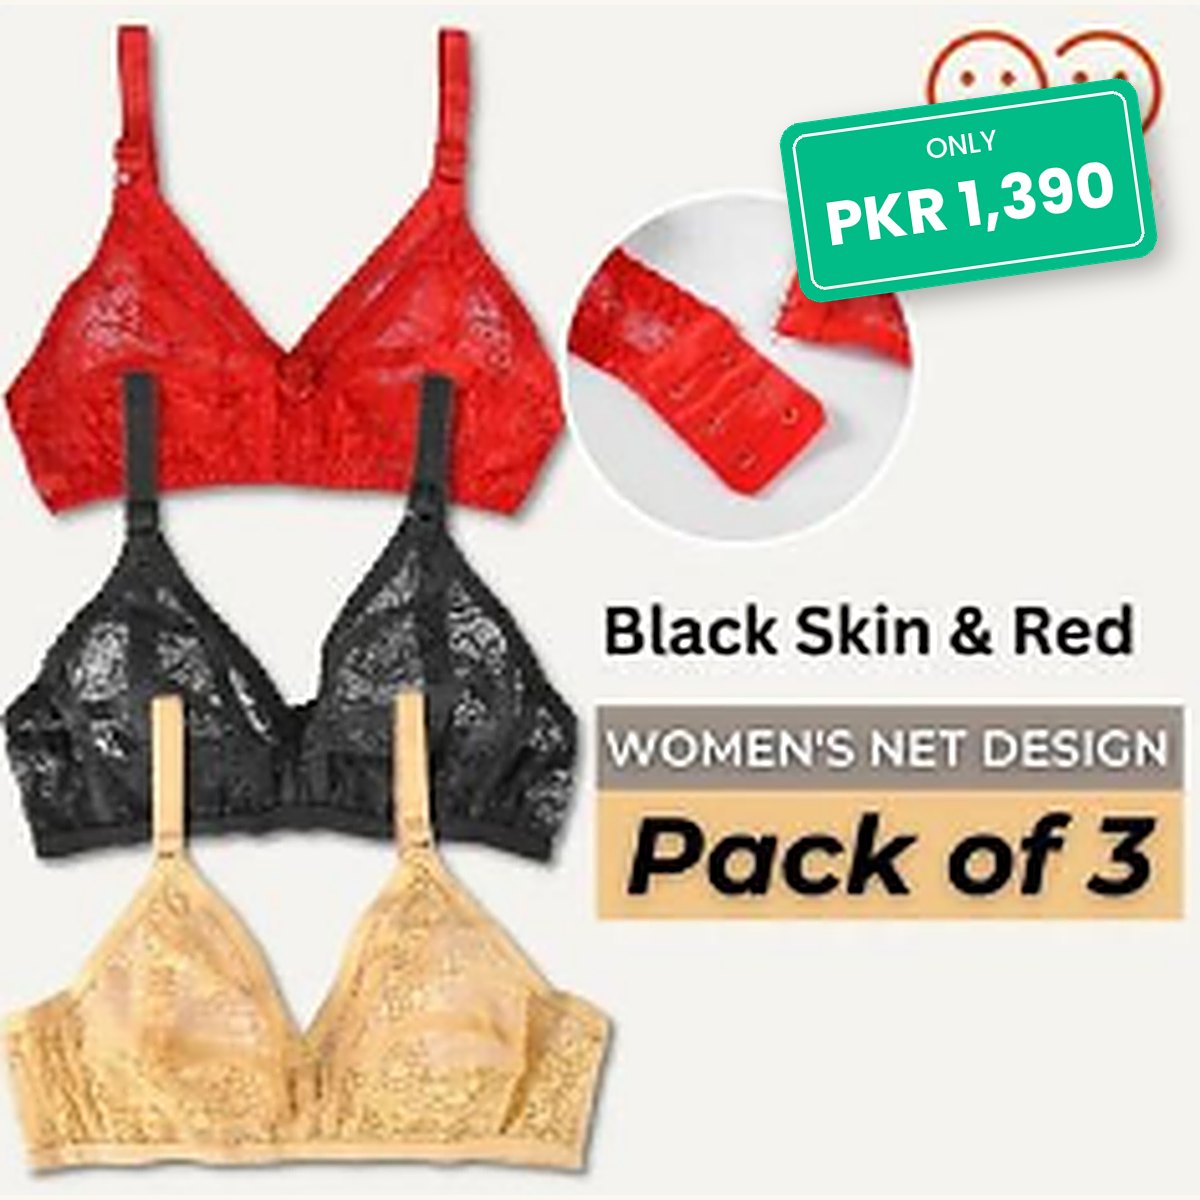 ONLY
PKR 1,390
Black Skin & Red
WOMEN'S NET DESIGN
Pack of 3